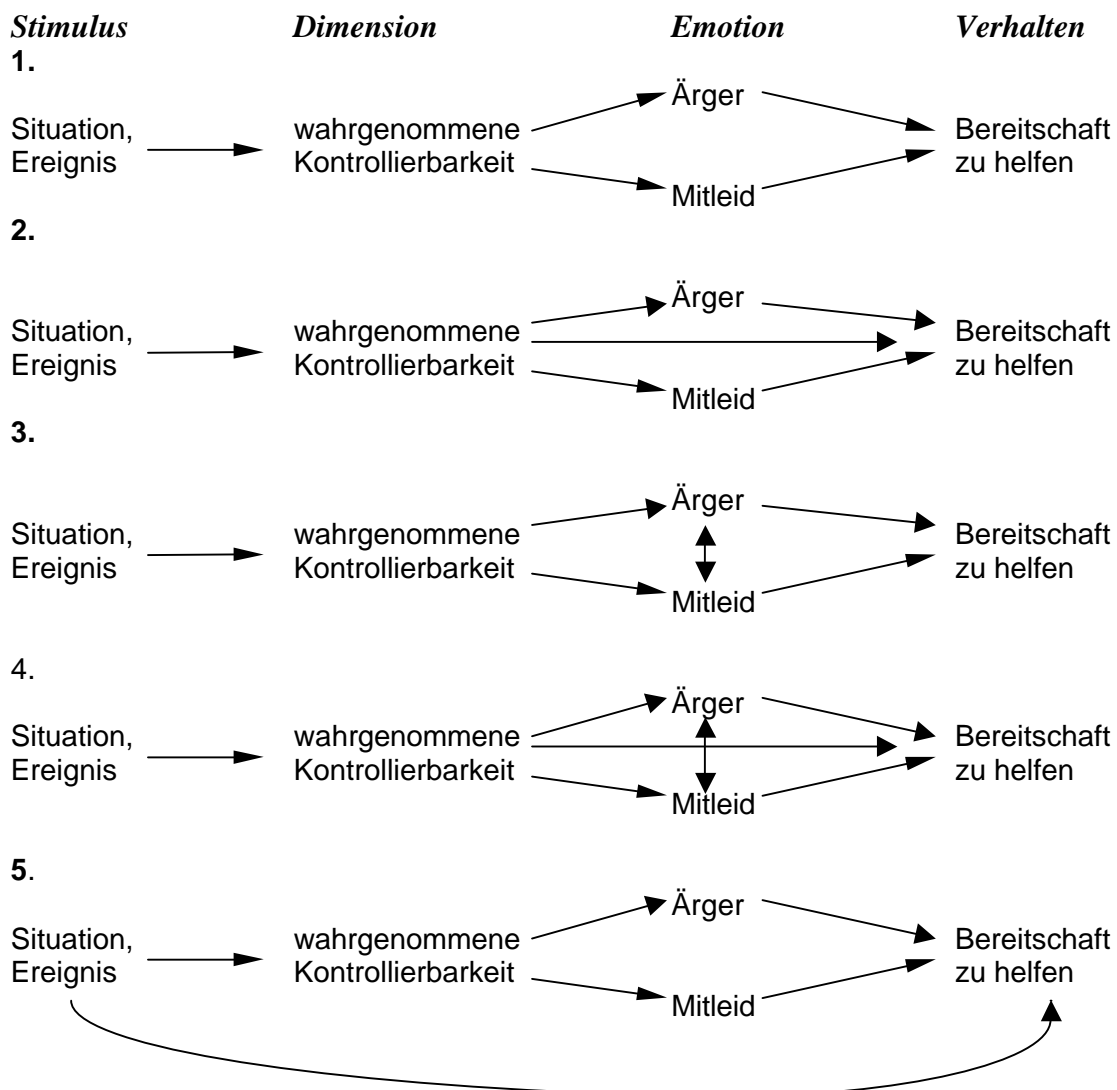 Stimulus Dimension Emotion Verhalten
1.
Ärger
Situation, wahrgenommene Bereitschaft
Ereignis Kontrollierbarkeit zu helfen
Mitleid
2.
Ärger
Situation, wahrgenommene Bereitschaft
Ereignis Kontrollierbarkeit zu helfen
Mitleid
3.
Ärger
Situation, wahrgenommene Bereitschaft
Ereignis Kontrollierbarkeit zu helfen
Mitleid
4.
Ärger
Situation, wahrgenommene Bereitschaft
Ereignis Kontrollierbarkeit zu helfen
Mitleid
5.
Ärger
Situation, wahrgenommene Bereitschaft
Ereignis Kontrollierbarkeit zu helfen
Mitleid